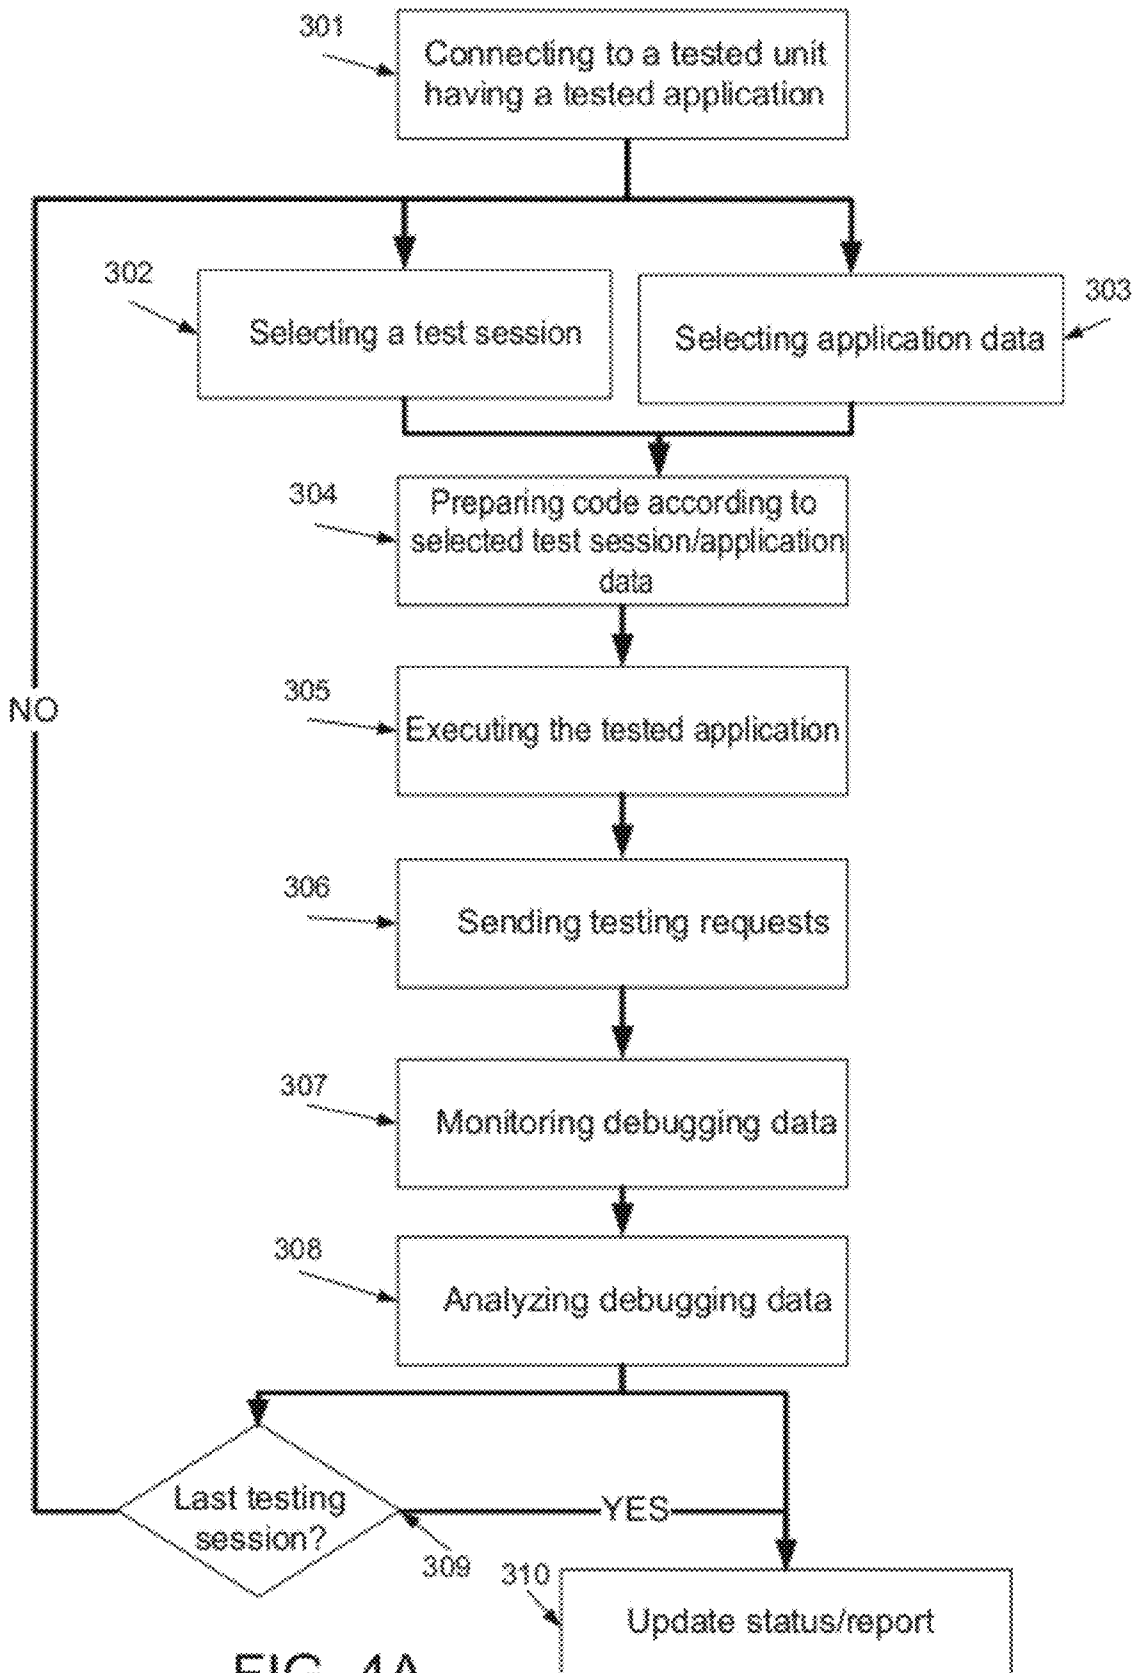 301
Connecting to a tested unit
having a tested application
302
Selecting a test session
303
Selecting application data
304
Preparing code according to
selected test session/application
data
305
Executing the tested application
NO
306
Sending testing requests
307
Monitoring debugging data
308
Analyzing debugging data
Last testing
session?
YES
309
310
Update status/report
FIG. 4A